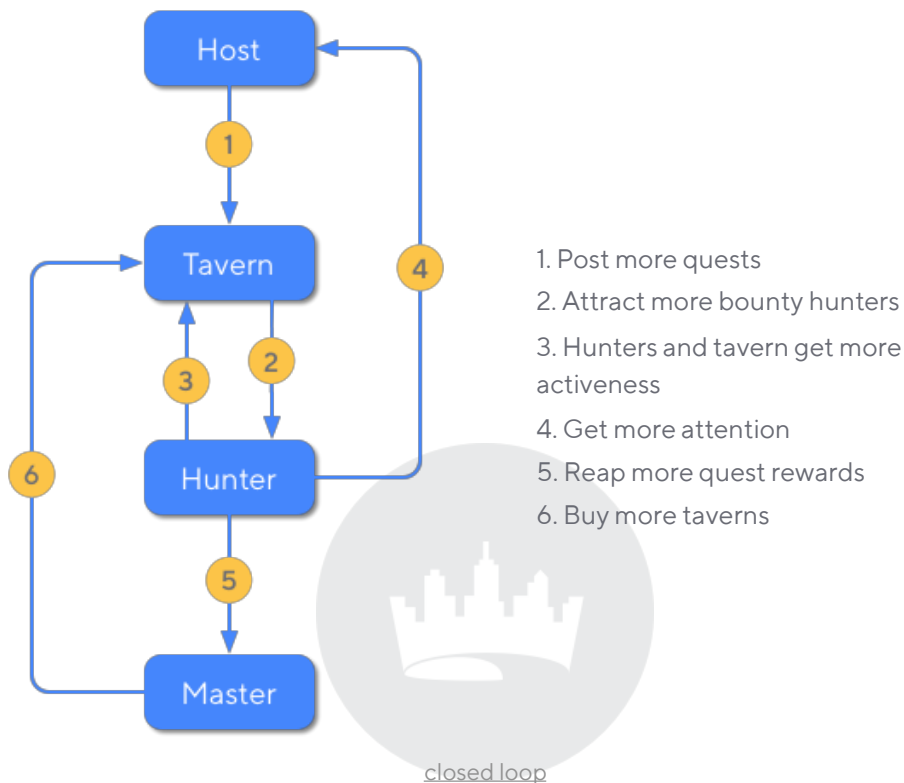 Host
1
Tavern
4
2
3
6
Hunter
5
Master
1. Post more quests
2. Attract more bounty hunters
3. Hunters and tavern get more
activeness
4. Get more attention
5. Reap more quest rewards
6. Buy more taverns
closed loop